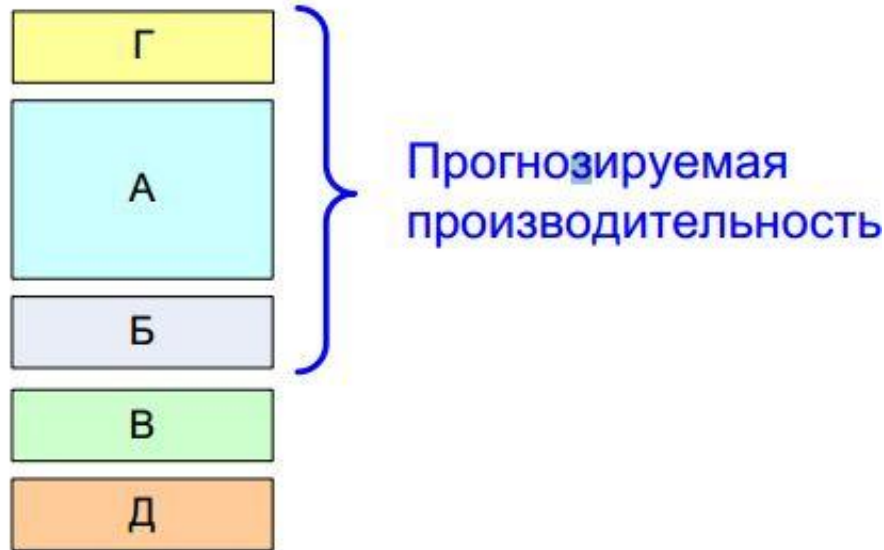 Г
А
Б
В
Д
Прогнозируемая
производительность